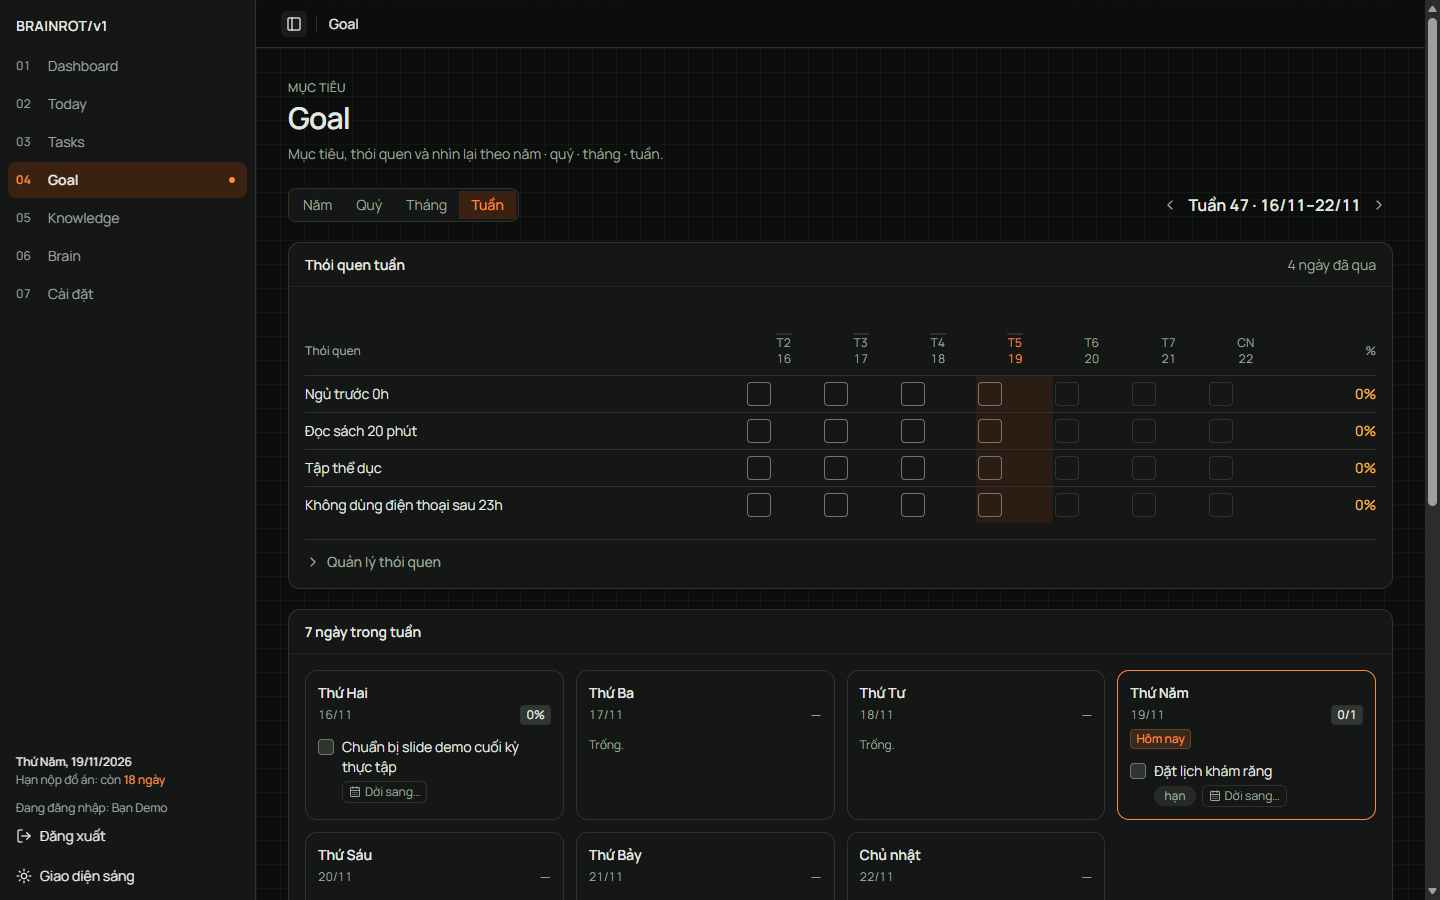 BRAINROT/v1
01 Dashboard
02 Today
03 Tasks
04 Goal
05 Knowledge
06 Brain
07 Cài đặt
Thứ Năm, 19/11/2026
Hạn nộp đồ án: còn 18 ngày
Đang đăng nhập: Bạn Demo
Đăng xuất
Giao diện sáng
Goal
MỤC TIÊU
Goal
Mục tiêu, thói quen và nhìn lại theo năm · quý · tháng · tuần.
Năm Quý Tháng Tuần
Tuần 47 · 16/11–22/11
Thói quen tuần
4 ngày đã qua
Thói quen T2 T3 T4 T5 T6 T7 CN %
16 17 18 19 20 21 22
Ngủ trước 0h 0%
Đọc sách 20 phút 0%
Tập thể dục 0%
Không dùng điện thoại sau 23h 0%
Quản lý thói quen
7 ngày trong tuần
Thứ Hai
16/11 0%
Chuẩn bị slide demo cuối kỳ
thực tập
Dời sang...
Thứ Ba
17/11 —
Trống.
Thứ Tư
18/11 —
Trống.
Thứ Năm
19/11 0/1
Hôm nay
Đặt lịch khám răng
hạn Dời sang...
Thứ Sáu
20/11 —
Thứ Bảy
21/11 —
Chủ nhật
22/11 —